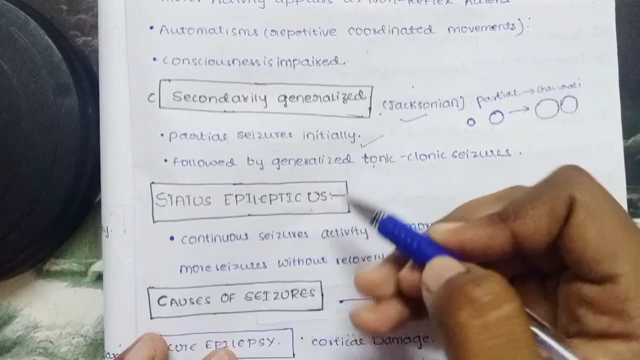 • Automatisms (repetitive coordinated movements):
• Consciousness is impaired.
c Secondarily generalized (Jacksonian) partial →
• partial seizures initially.
• followed by generalized tonic-clonic seizures.
STATUS EPILEPTICUS:-
• continuous seizures activity mor
more seizures without recovery
CAUSES OF SEIZURES
EPILEPSY. • cortical Damage.